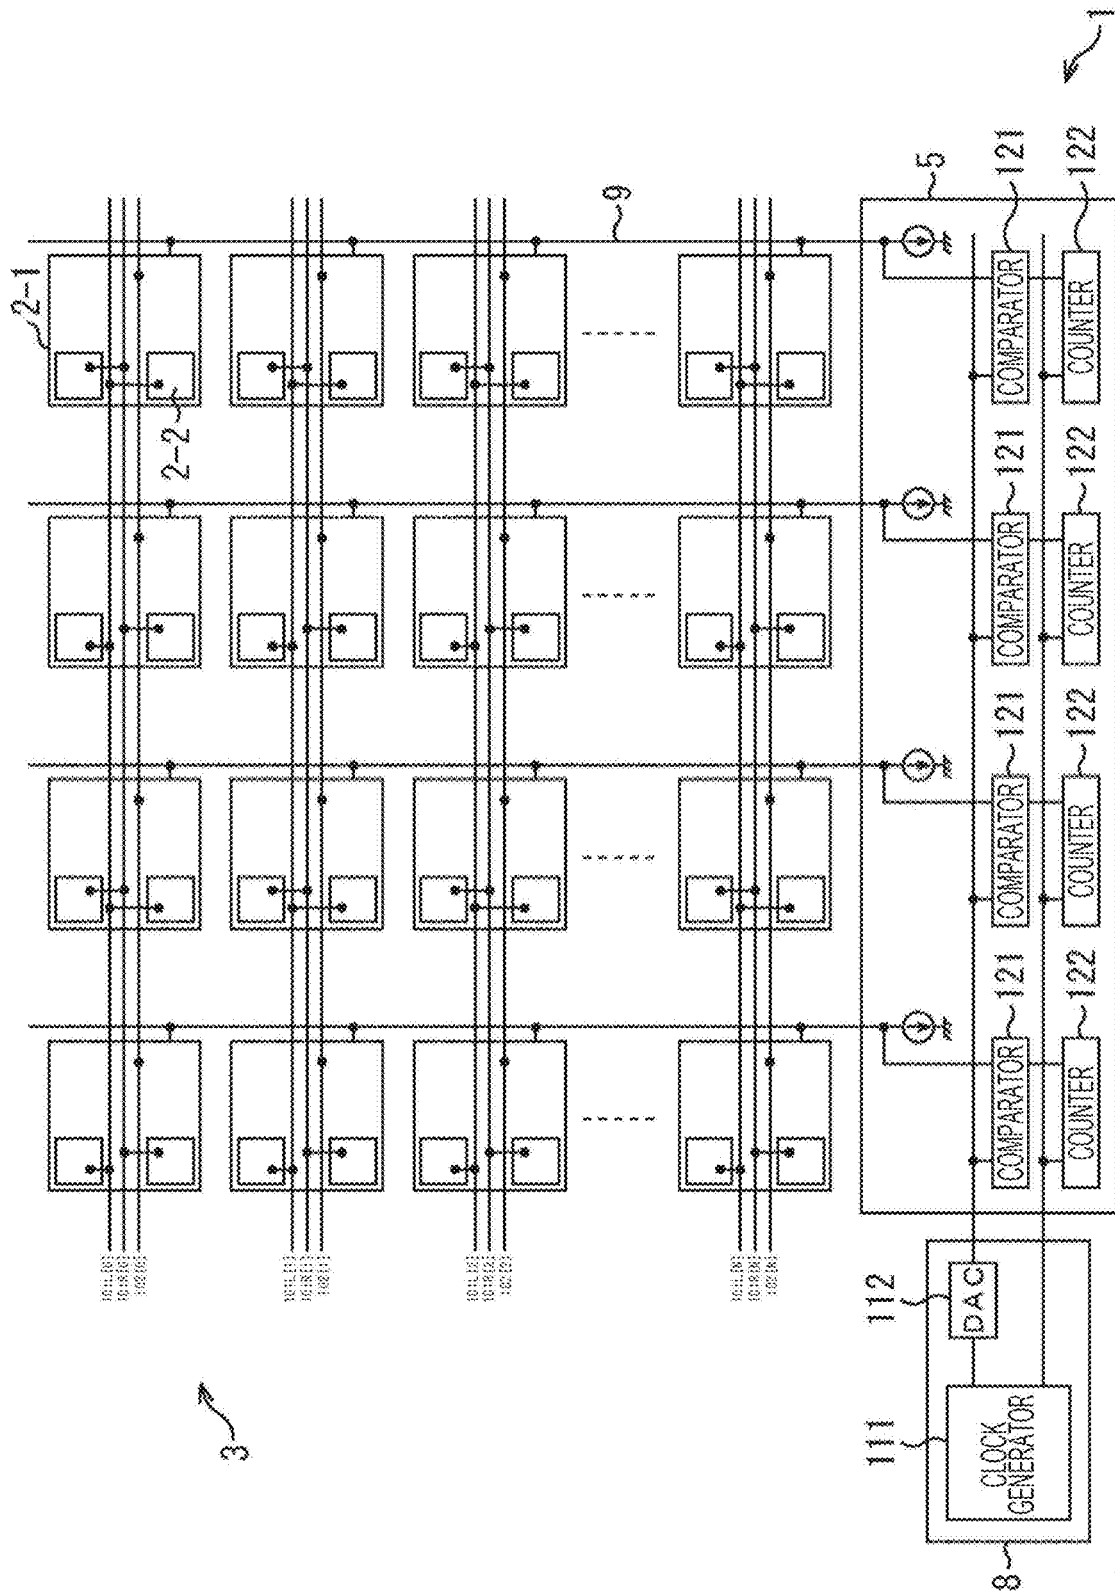 2-1
2-2
3
9
5
111
112
8
CLOCK
GENERATOR
DAC
COMPARATOR
121
COMPARATOR
121
COMPARATOR
121
COMPARATOR
121
COUNTER
122
COUNTER
122
COUNTER
122
COUNTER
122
1